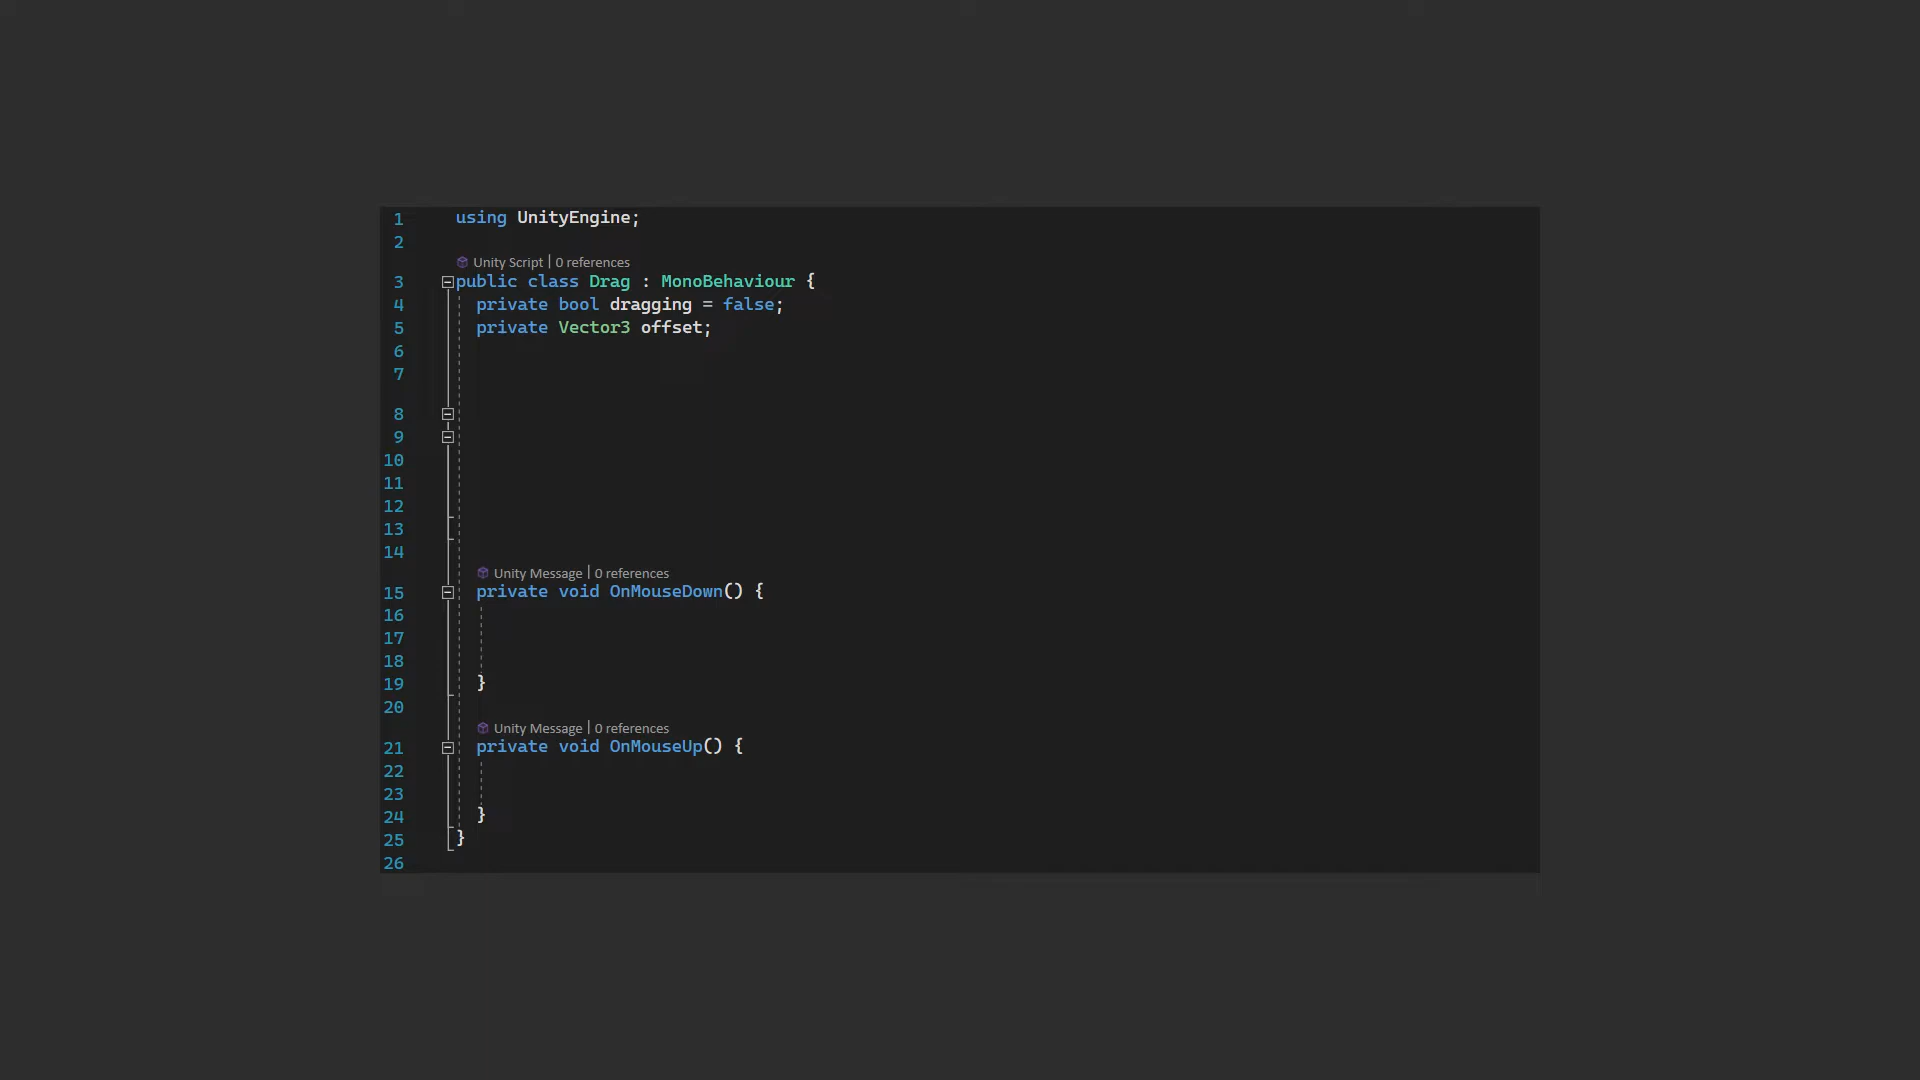 1 using UnityEngine;
2
Unity Script | 0 references
3 public class Drag : MonoBehaviour {
4 private bool dragging = false;
5 private Vector3 offset;
6
7
8
9
10
11
12
13
14
Unity Message | 0 references
15 private void OnMouseDown() {
16
17
18
19 }
20
Unity Message | 0 references
21 private void OnMouseUp() {
22
23
24 }
25 }
26